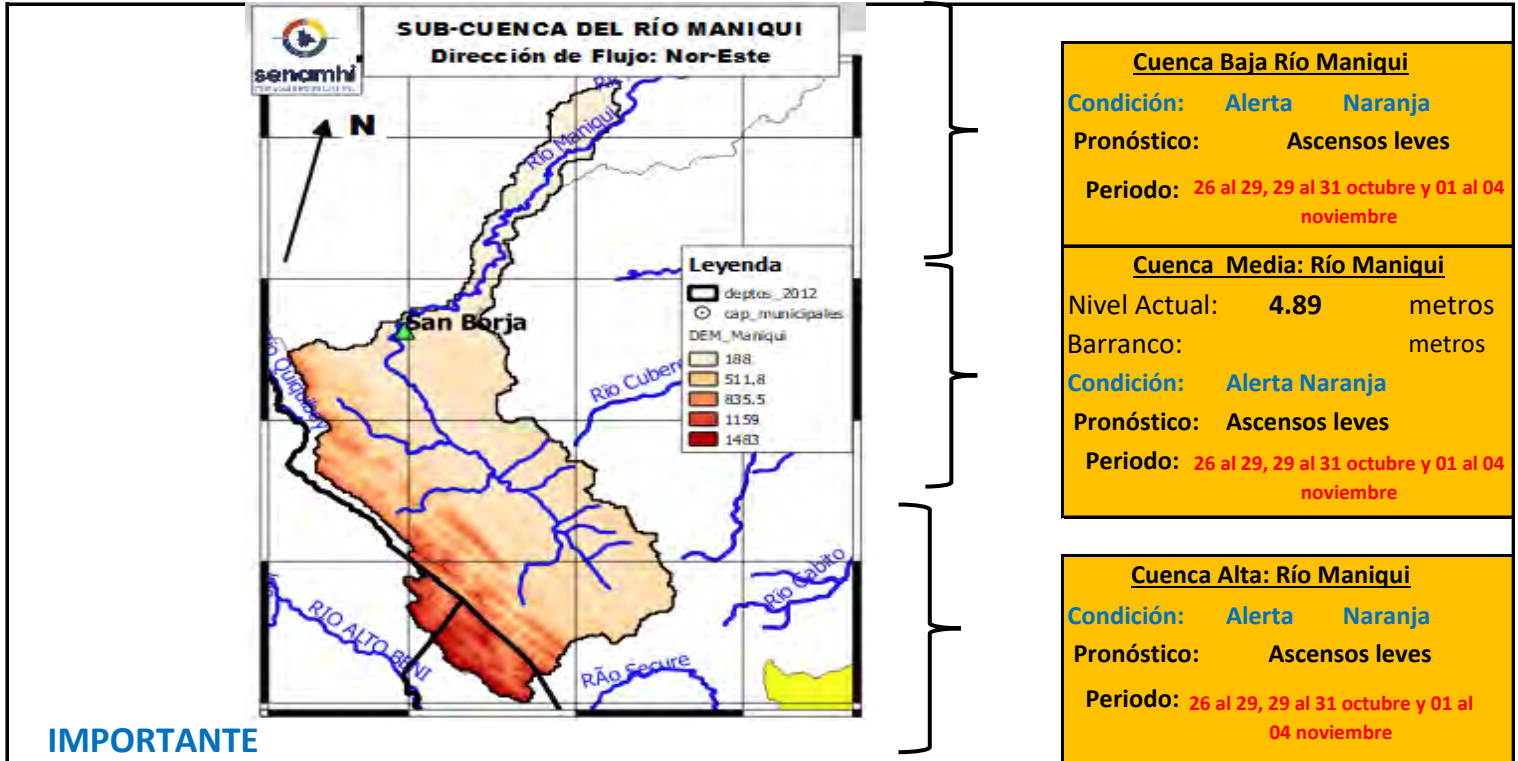 SUB-CUENCA DEL RÍO MANIQUI
Dirección de Flujo: Nor-Este
senamhi
N
Río Maniqui
San Borja
Río Quiquibey
Río Cubere
Río Cabito
RIO ALTO BENI
RÃo Secure
Leyenda
deptos_2012
cap_municipales
DEM_Maniqui
188
511.8
835.5
1159
1483
Cuenca Baja Río Maniqui
Condición: Alerta Naranja
Pronóstico: Ascensos leves
Periodo: 26 al 29, 29 al 31 octubre y 01 al 04
noviembre
Cuenca Media: Río Maniqui
Nivel Actual: 4.89 metros
Barranco: metros
Condición: Alerta Naranja
Pronóstico: Ascensos leves
Periodo: 26 al 29, 29 al 31 octubre y 01 al 04
noviembre
Cuenca Alta: Río Maniqui
Condición: Alerta Naranja
Pronóstico: Ascensos leves
Periodo: 26 al 29, 29 al 31 octubre y 01 al
04 noviembre
IMPORTANTE